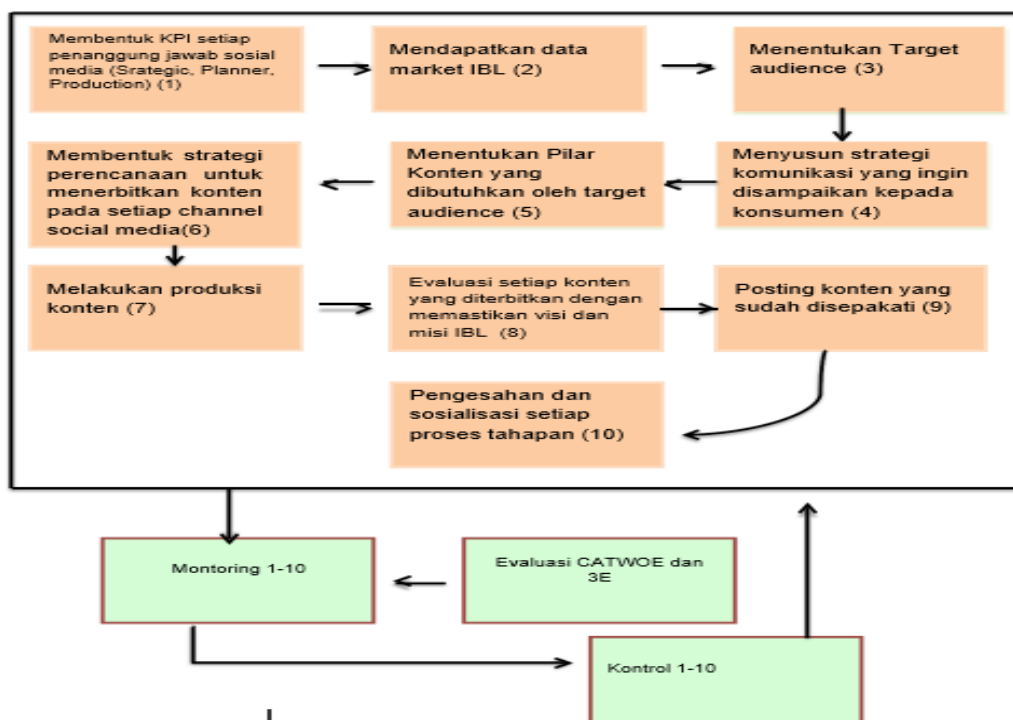 Membentuk KPI setiap
penanggung jawab sosial
media (Srategic, Planner,
Production) (1)
Mendapatkan data
market IBL (2)
Menentukan Target
audience (3)
Menyusun strategi
komunikasi yang ingin
disampaikan kepada
konsumen (4)
Menentukan Pilar
Konten yang
dibutuhkan oleh target
audience (5)
Membentuk strategi
perencanaan untuk
menerbitkan konten
pada setiap channel
social media(6)
Melakukan produksi
konten (7)
Evaluasi setiap konten
yang diterbitkan dengan
memastikan visi dan
misi IBL (8)
Posting konten yang
sudah disepakati (9)
Pengesahan dan
sosialisasi setiap
proses tahapan (10)
Montoring 1-10
Evaluasi CATWOE dan
3E
Kontrol 1-10